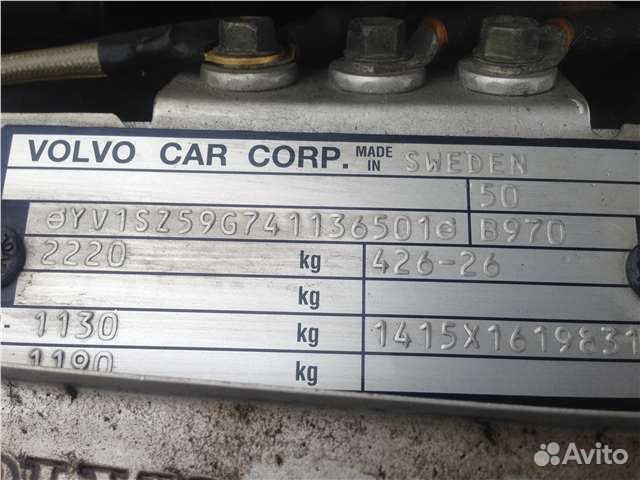 VOLVO CAR CORP. MADE IN SWEDEN
50
YV1SZ59G741136501 B970
2220 kg 426-26
kg
- 1130 kg 1415X1619831
1190 kg
Avito